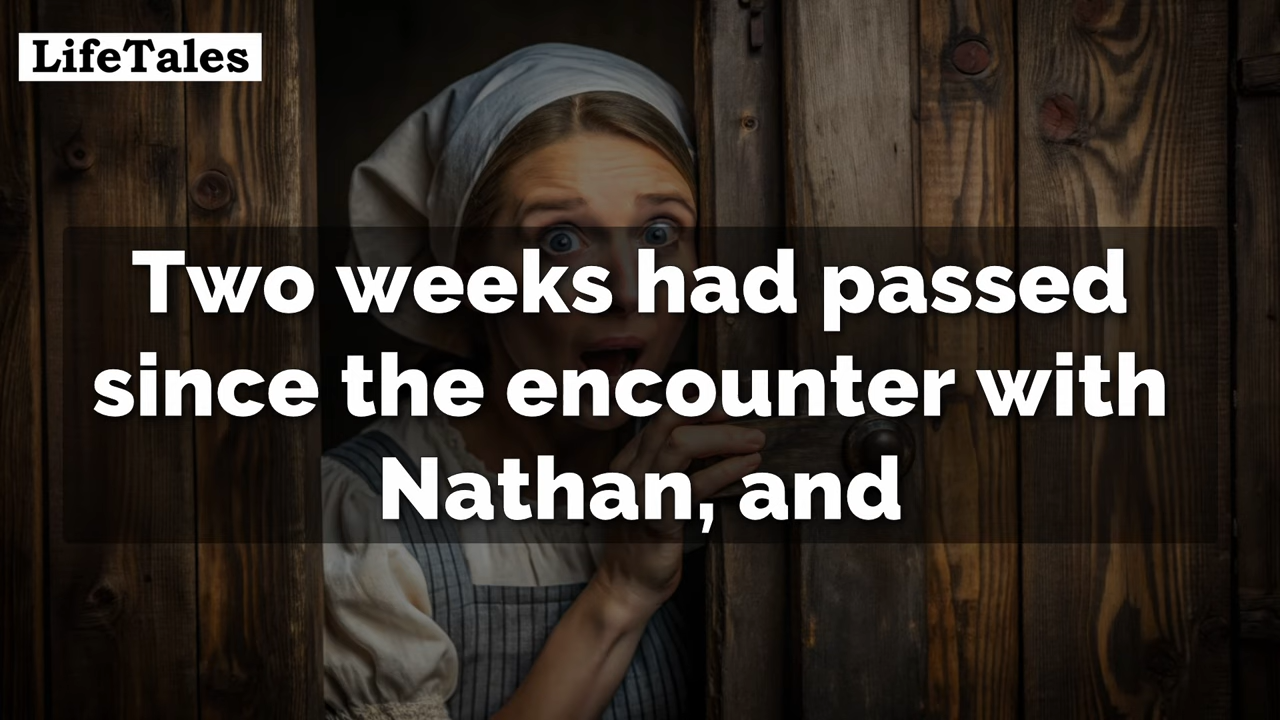 LifeTales
Two weeks had passed
since the encounter with
Nathan, and